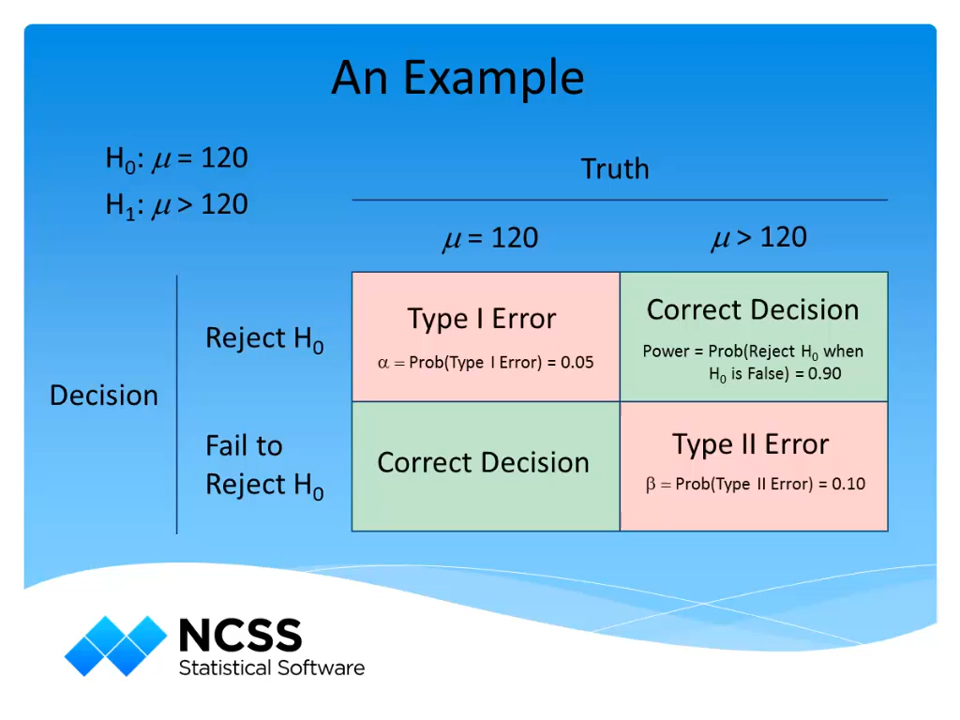 An Example
H₀: μ = 120
H₁: μ > 120
Truth
μ = 120
μ > 120
Decision
Reject H₀
Type I Error
α = Prob(Type I Error) = 0.05
Correct Decision
Power = Prob(Reject H₀ when
H₀ is False) = 0.90
Fail to
Reject H₀
Correct Decision
Type II Error
β = Prob(Type II Error) = 0.10
NCSS
Statistical Software